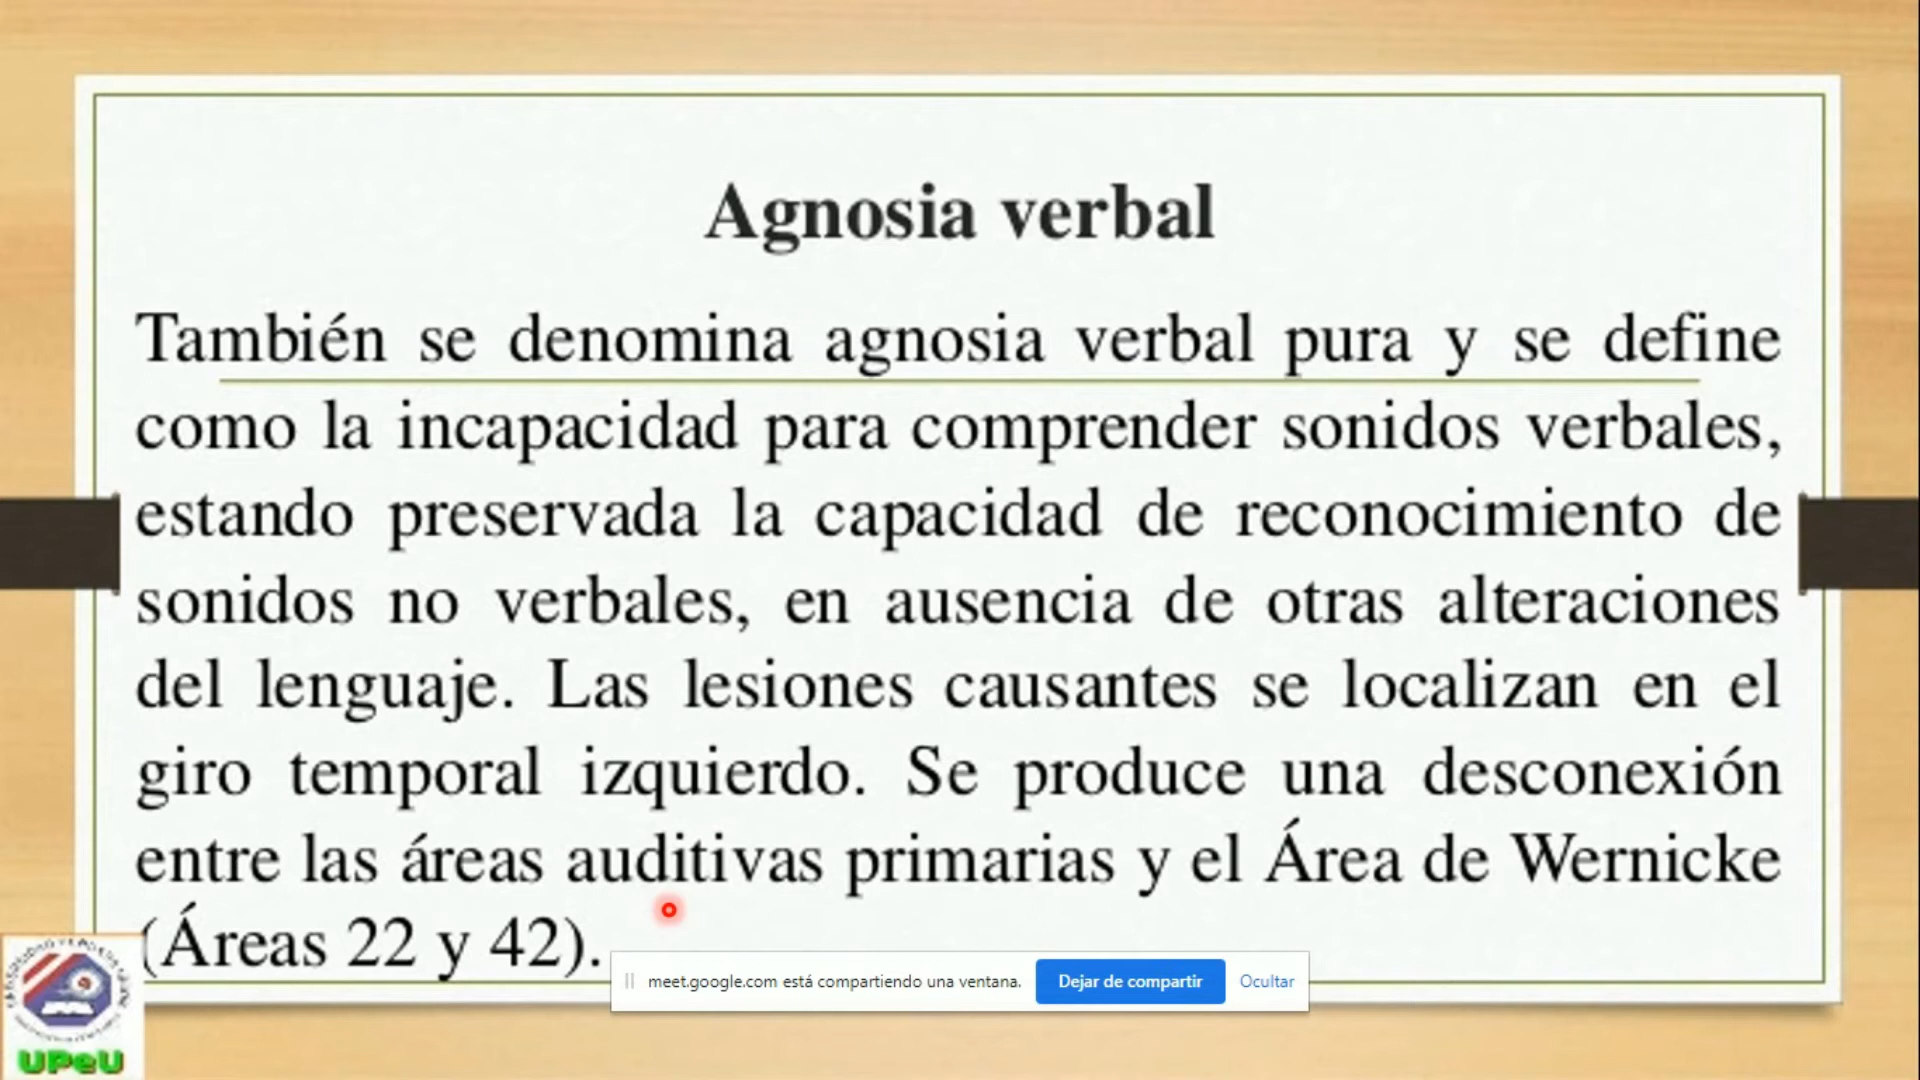 Agnosia verbal
También se denomina agnosia verbal pura y se define
como la incapacidad para comprender sonidos verbales,
estando preservada la capacidad de reconocimiento de
sonidos no verbales, en ausencia de otras alteraciones
del lenguaje. Las lesiones causantes se localizan en el
giro temporal izquierdo. Se produce una desconexión
entre las áreas auditivas primarias y el Área de Wernicke
(Áreas 22 y 42).
meet.google.com está compartiendo una ventana. Dejar de compartir Ocultar
UPeU